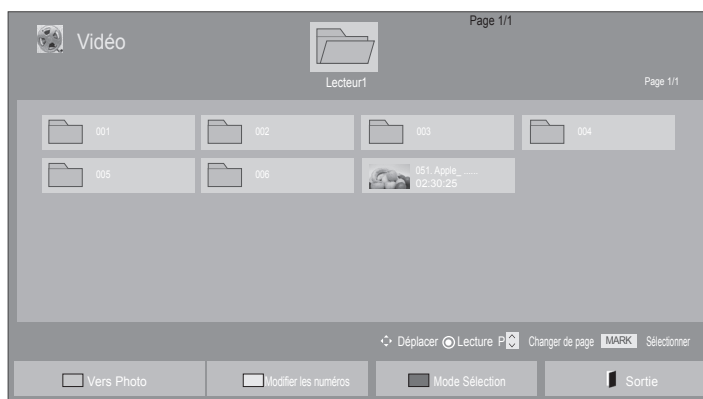 Page 1/1
Vidéo
Lecteur1
Page 1/1
001 002 003 004
005 006 051. Apple_ ......
02:30:25
Déplacer Lecture P Changer de page MARK Sélectionner
Vers Photo Modifier les numéros Mode Sélection Sortie